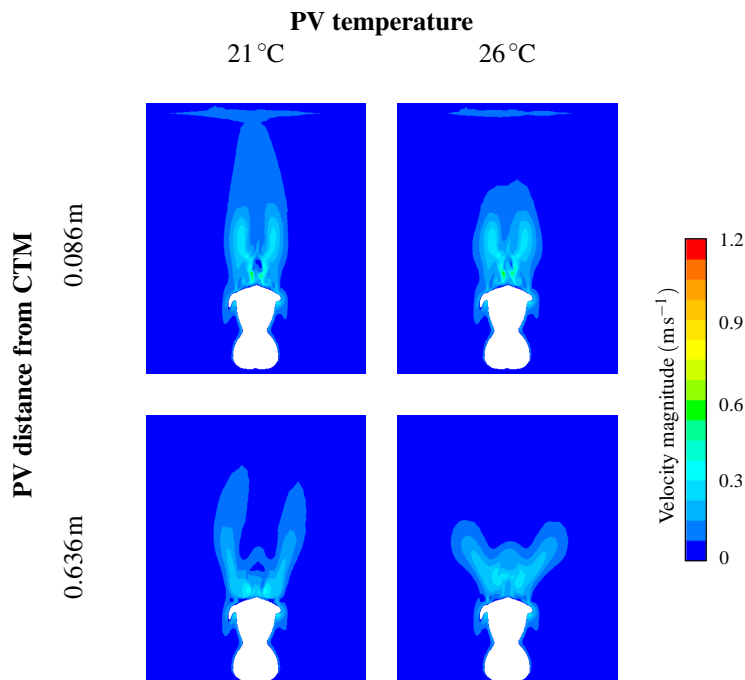 PV temperature
21 °C
26 °C
PV distance from CTM
0.086 m
0.636 m
Velocity magnitude (m s⁻¹)
1.2
0.9
0.6
0.3
0